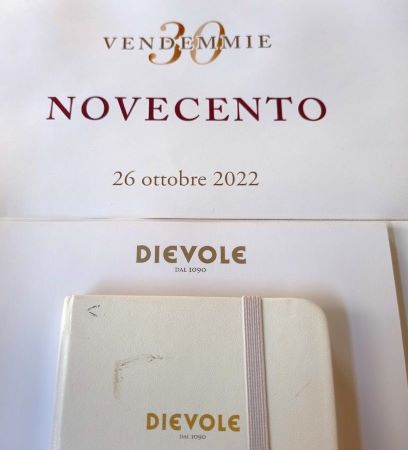 30
VENDEMMIE
NOVECENTO
26 ottobre 2022
DIEVOLE
DAL 1090
DIEVOLE
DAL 1090